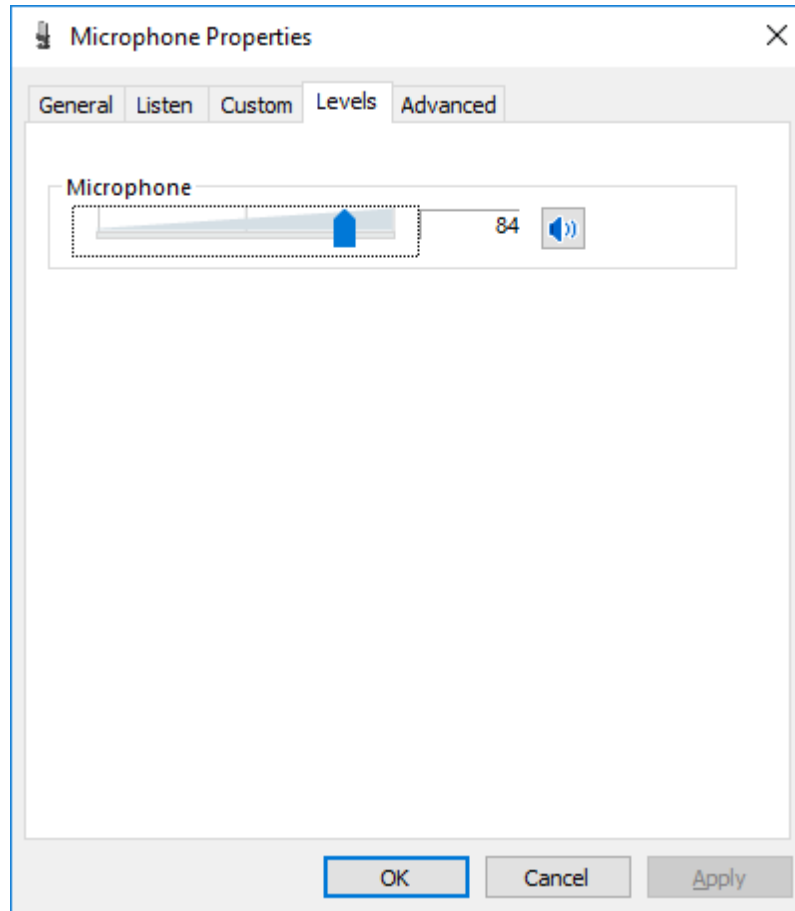 Microphone Properties
General Listen Custom Levels Advanced
Microphone
84
OK Cancel Apply